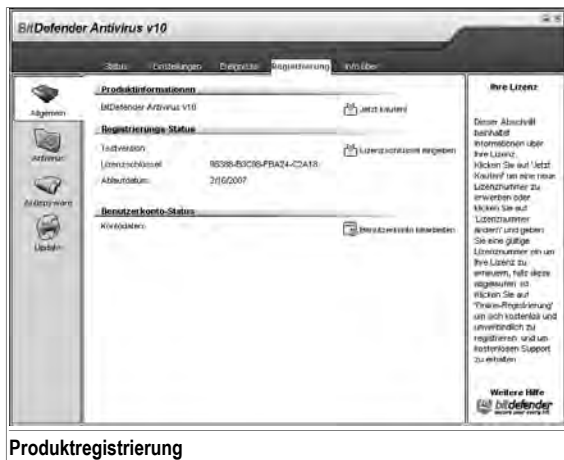 BitDefender Antivirus v10
Status Einstellungen Ereignisse Registrierung Info über
Allgemein
Antivirus
Antispyware
Update
Produktinformationen
BitDefender Antivirus v10
Jetzt kaufen!
Registrierungs-Status
Testversion
Lizenzschlüssel
Lizenzschlüssel eingeben
Ablaufdatum:
2/16/2007
Benutzerkonto-Status
Kontodaten:
Benutzerkonto bearbeiten
Ihre Lizenz
Dieser Abschnitt
beinhaltet
Informationen über
Ihre Lizenz.
Klicken Sie auf 'Jetzt
Kaufen!' um eine neue
Lizenznummer zu
erwerben oder
klicken Sie auf
'Lizenznummer
ändern' und geben
Sie eine gültige
Lizenznummer ein um
Ihre Lizenz zu
erneuern, falls diese
abgelaufen ist.
Klicken Sie auf
um sich kostenlos und
unverbindlich zu
registrieren und um
kostenlosen Support
zu erhalten.
Weitere Hilfe
bitdefender
secure your every bit
Produktregistrierung